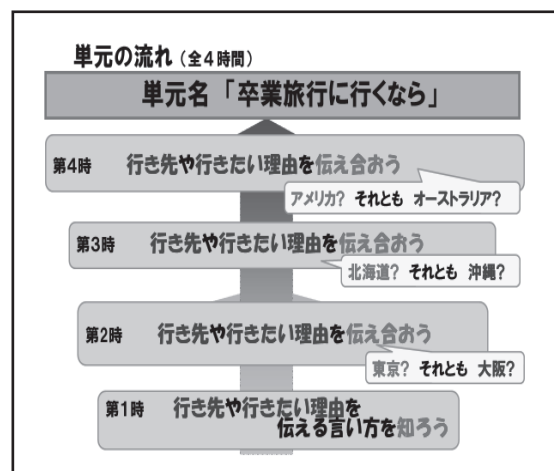 単元の流れ（全4時間）
単元名「卒業旅行に行くなら」
第4時 行き先や行きたい理由を伝え合おう
アメリカ? それとも オーストラリア?
第3時 行き先や行きたい理由を伝え合おう
北海道? それとも 沖縄?
第2時 行き先や行きたい理由を伝え合おう
東京? それとも 大阪?
第1時 行き先や行きたい理由を
伝える言い方を知ろう